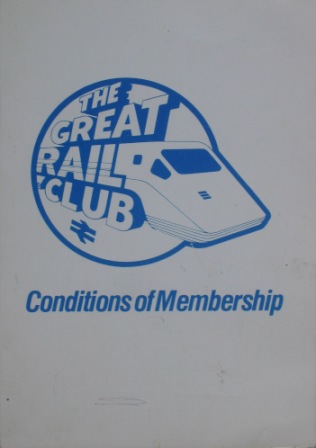 THE
GREAT
RAIL
CLUB
Conditions of Membership